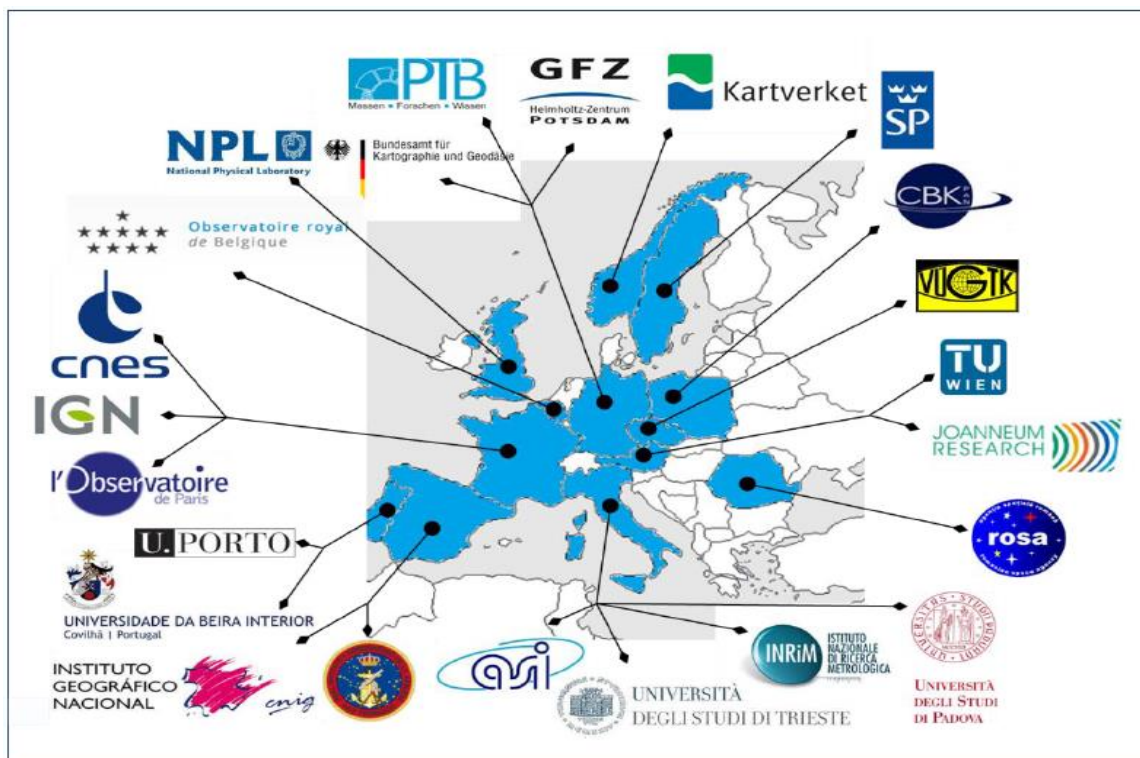 PTB
Messen ▪ Forschen ▪ Wissen
GFZ
Helmholtz-Zentrum
POTSDAM
Kartverket
SP
NPL
National Physical Laboratory
Bundesamt für
Kartographie und Geodäsie
CBK
PAN
Observatoire royal
de Belgique
VUGTK
cnes
TU
WIEN
IGN
JOANNEUM
RESEARCH
l'Observatoire
de Paris
U. PORTO
rosa
UNIVERSIDADE DA BEIRA INTERIOR
Covilhã | Portugal
INSTITUTO
GEOGRÁFICO
NACIONAL
cnig
asi
UNIVERSITÀ
DEGLI STUDI DI TRIESTE
INRIM
ISTITUTO
NAZIONALE
DI RICERCA
METROLOGICA
UNIVERSITÀ
DEGLI STUDI
DI PADOVA